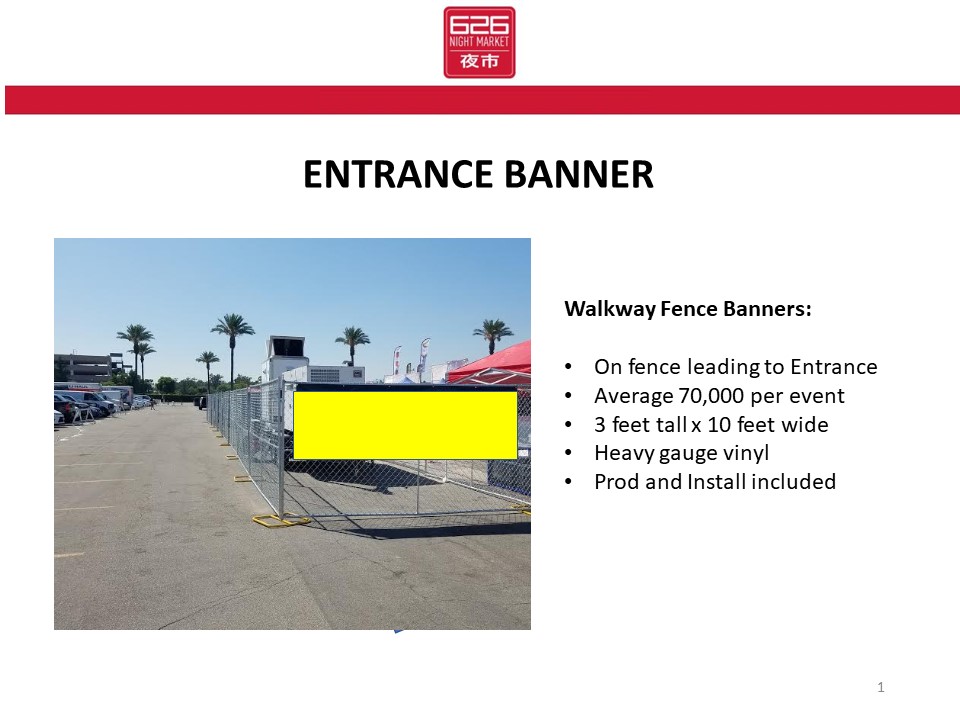 626
NIGHT MARKET
夜市
ENTRANCE BANNER
Walkway Fence Banners:
• On fence leading to Entrance
• Average 70,000 per event
• 3 feet tall x 10 feet wide
• Heavy gauge vinyl
• Prod and Install included
1